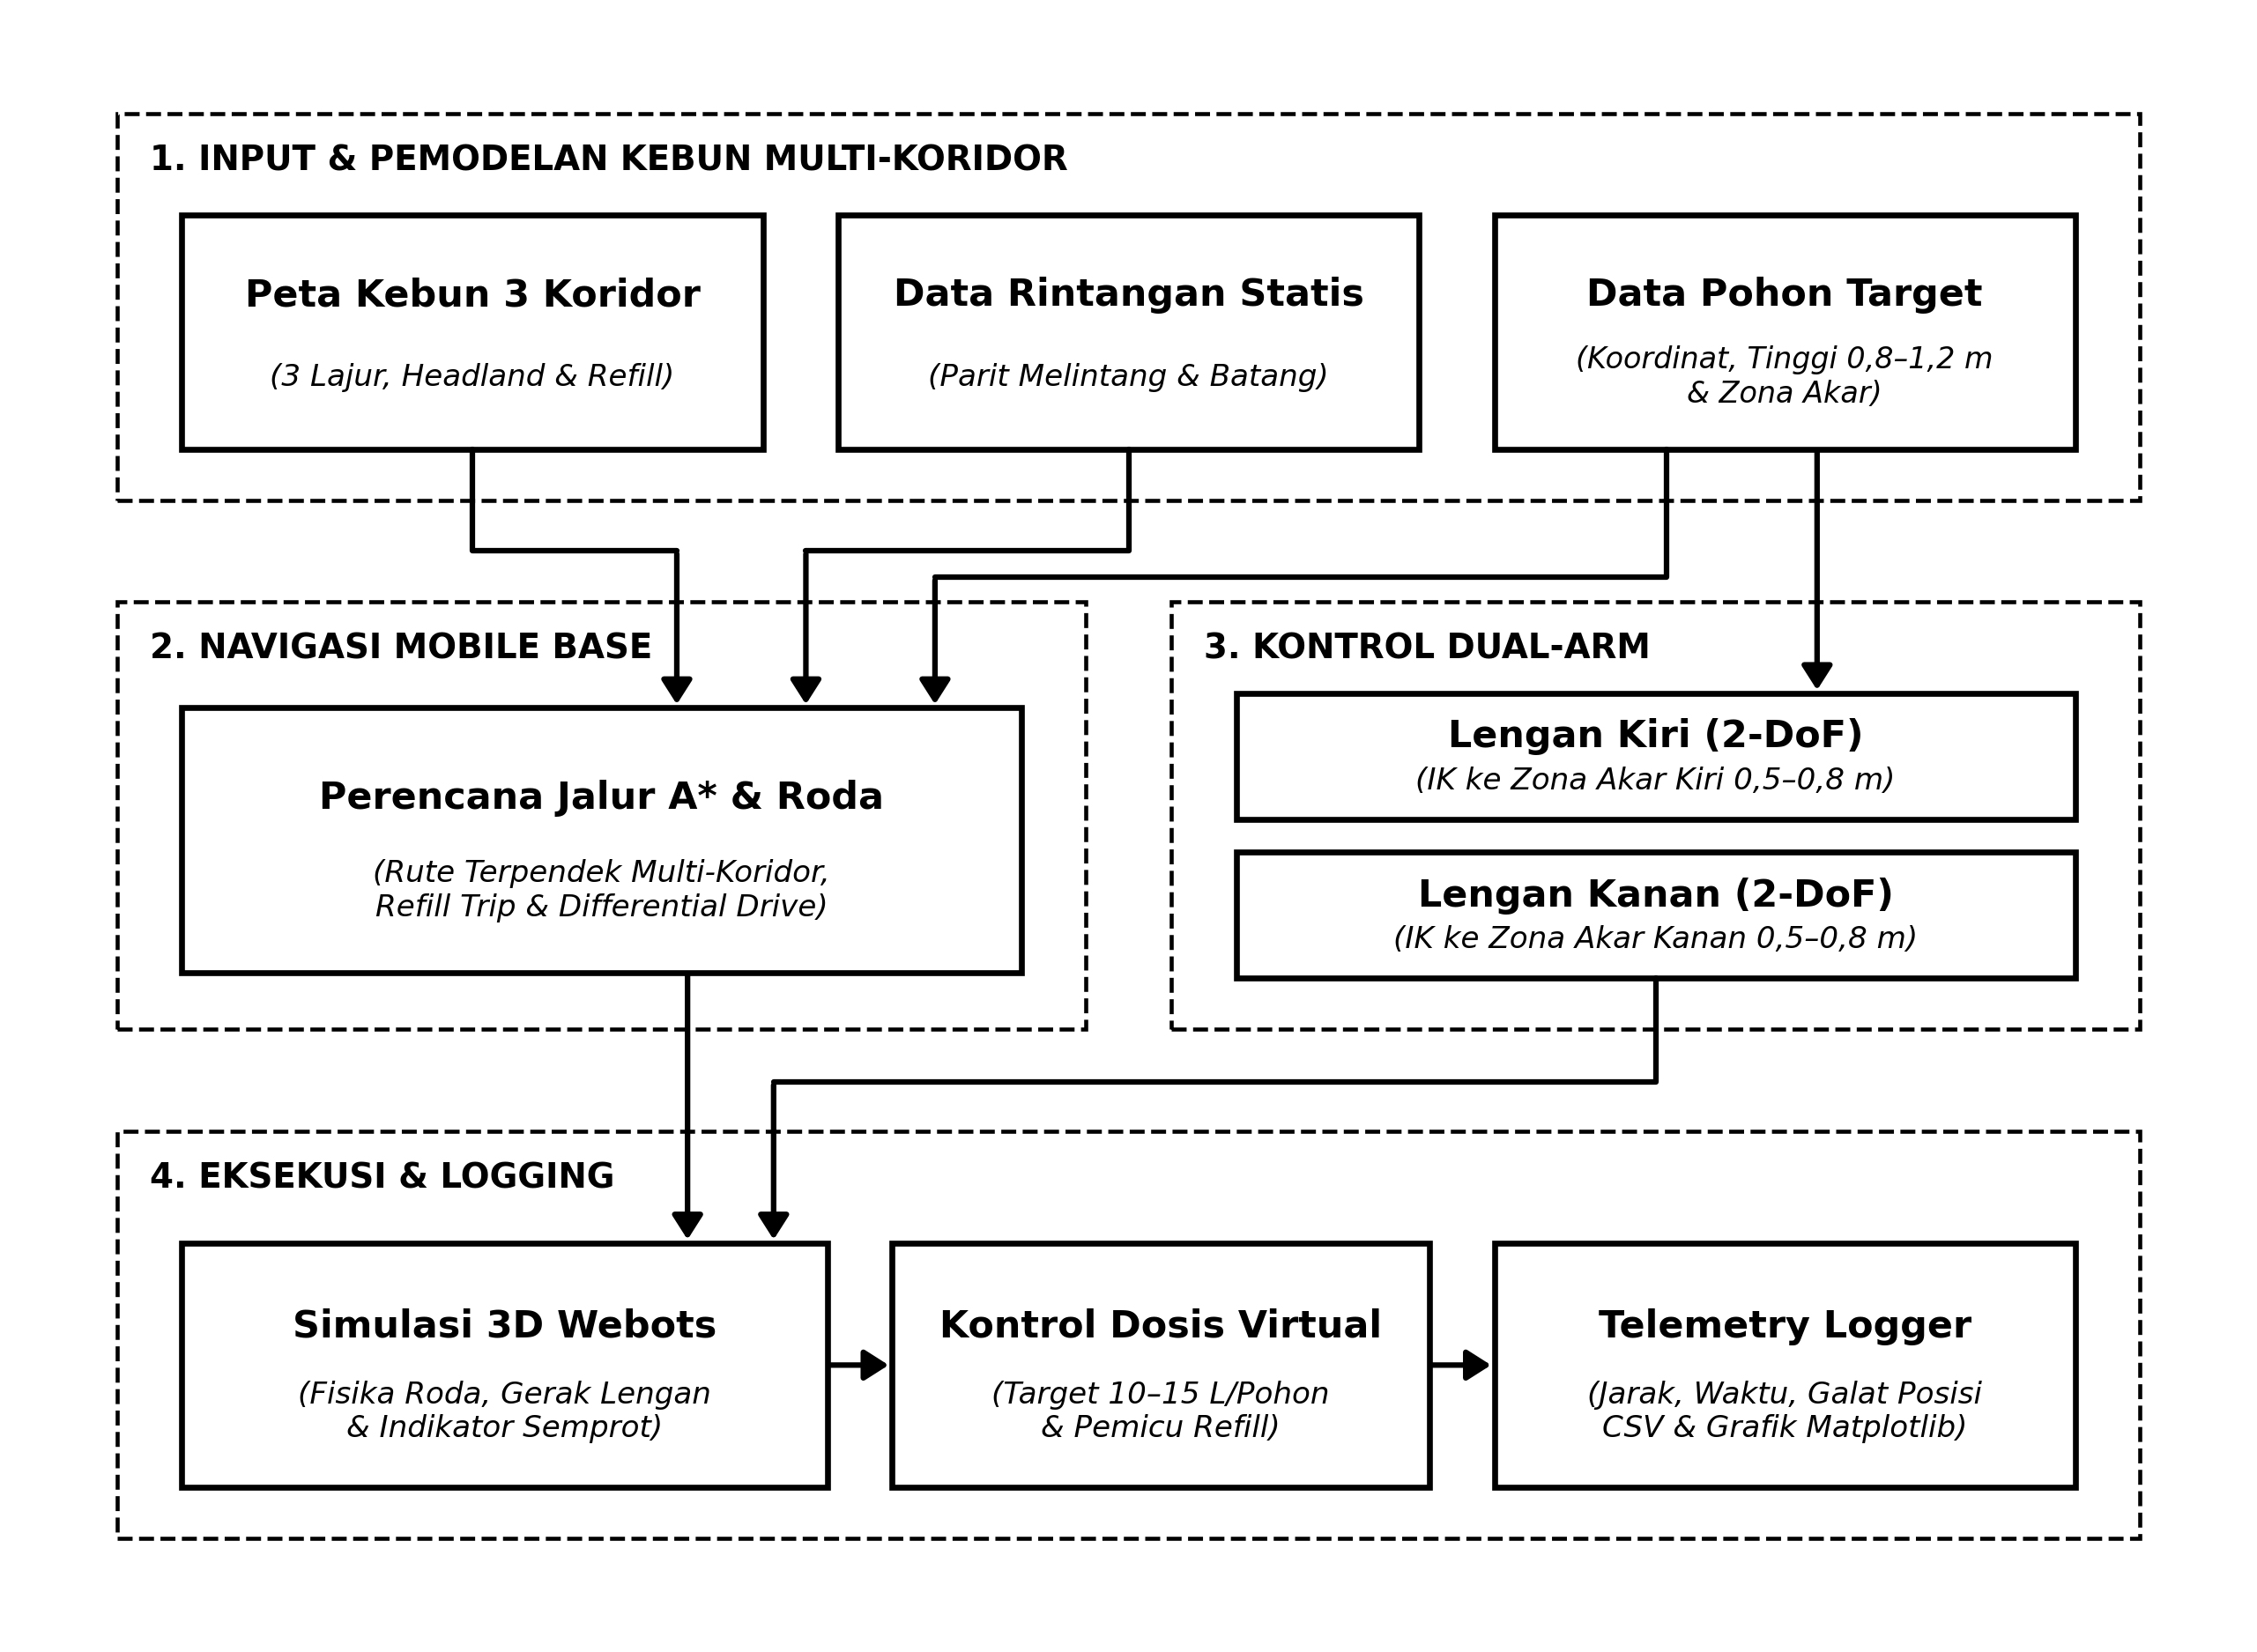 1. INPUT & PEMODELAN KEBUN MULTI-KORIDOR
Peta Kebun 3 Koridor
(3 Lajur, Headland & Refill)
Data Rintangan Statis
(Parit Melintang & Batang)
Data Pohon Target
(Koordinat, Tinggi 0,8–1,2 m
& Zona Akar)
2. NAVIGASI MOBILE BASE
Perencana Jalur A* & Roda
(Rute Terpendek Multi-Koridor,
Refill Trip & Differential Drive)
3. KONTROL DUAL-ARM
Lengan Kiri (2-DoF)
(IK ke Zona Akar Kiri 0,5–0,8 m)
Lengan Kanan (2-DoF)
(IK ke Zona Akar Kanan 0,5–0,8 m)
4. EKSEKUSI & LOGGING
Simulasi 3D Webots
(Fisika Roda, Gerak Lengan
& Indikator Semprot)
Kontrol Dosis Virtual
(Target 10–15 L/Pohon
& Pemicu Refill)
Telemetry Logger
(Jarak, Waktu, Galat Posisi
CSV & Grafik Matplotlib)